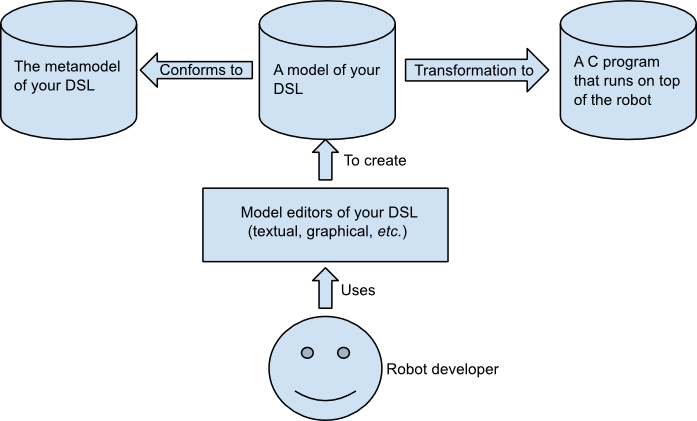 The metamodel
of your DSL
Conforms to
A model of your
DSL
Transformation to
A C program
that runs on top
of the robot
To create
Model editors of your DSL
(textual, graphical, etc.)
Uses
Robot developer